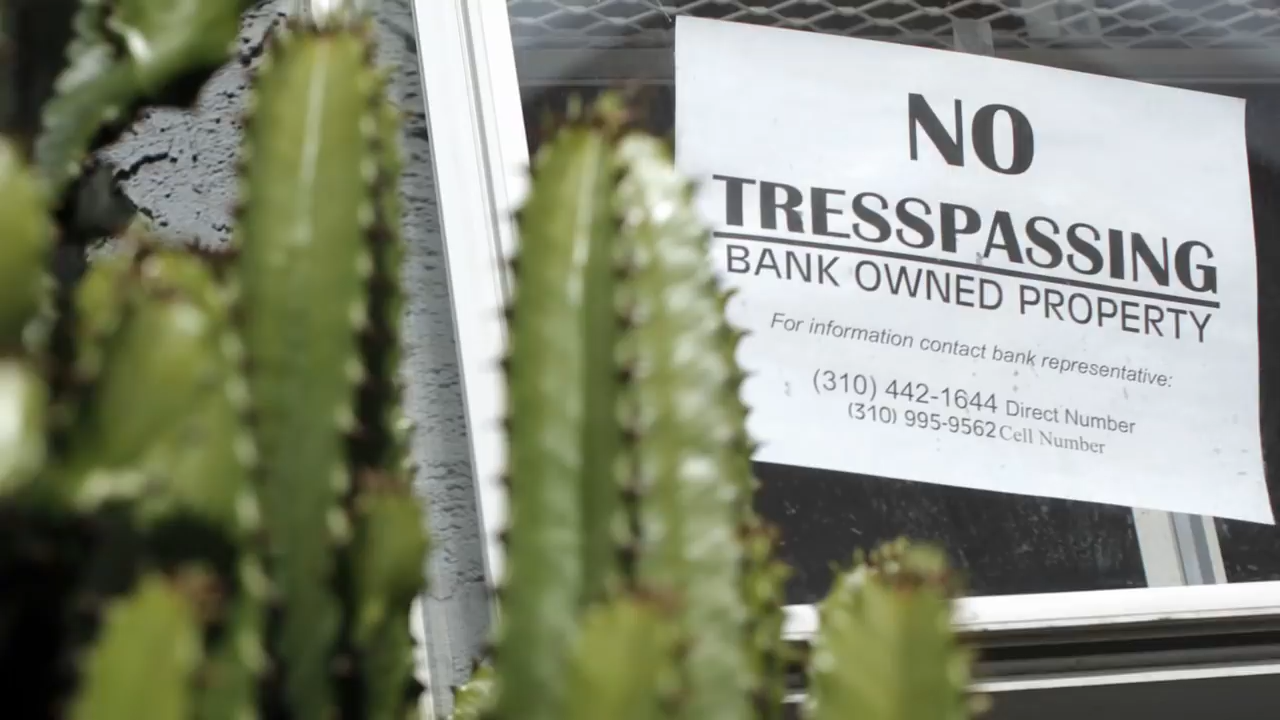 NO
TRESSPASSING
BANK OWNED PROPERTY
For information contact bank representative:
(310) 442-1644 Direct Number
(310) 995-9562 Cell Number